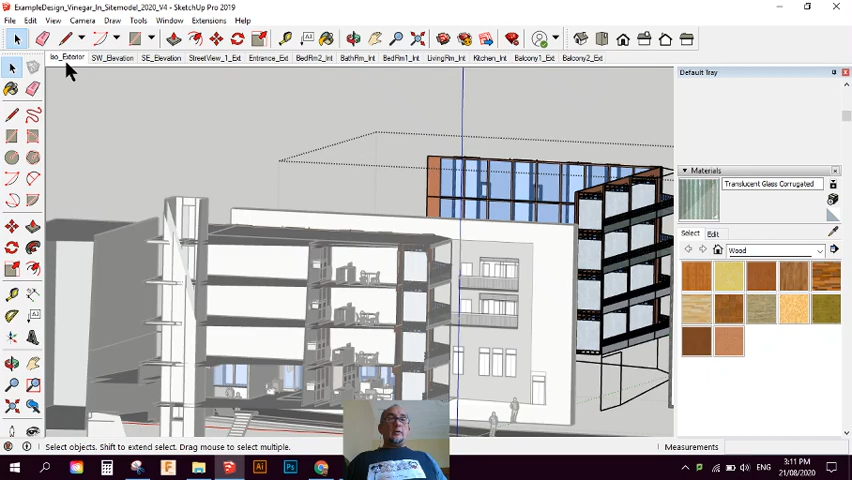 ExampleDesign_Vinegar_In_Sitemodel_2020_V4 - SketchUp Pro 2019
File Edit View Camera Draw Tools Window Extensions Help
Iso_Exterior SW_Elevation SE_Elevation StreetView_1_Ext Entrance_Ext BedRm2_Int BathRm_Int BedRm1_Int LivingRm_Int Kitchen_Int Balcony1_Ext Balcony2_Ext
Default Tray
Materials
Translucent Glass Corrugated
Select Edit
Wood
Select objects. Shift to extend select. Drag mouse to select multiple.
Measurements
ENG
3:11 PM
21/08/2020